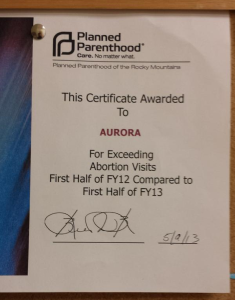 Planned
Parenthood®
Care. No matter what.
Planned Parenthood of the Rocky Mountains
This Certificate Awarded
To
AURORA
For Exceeding
Abortion Visits
First Half of FY12 Compared to
First Half of FY13
5/9/13